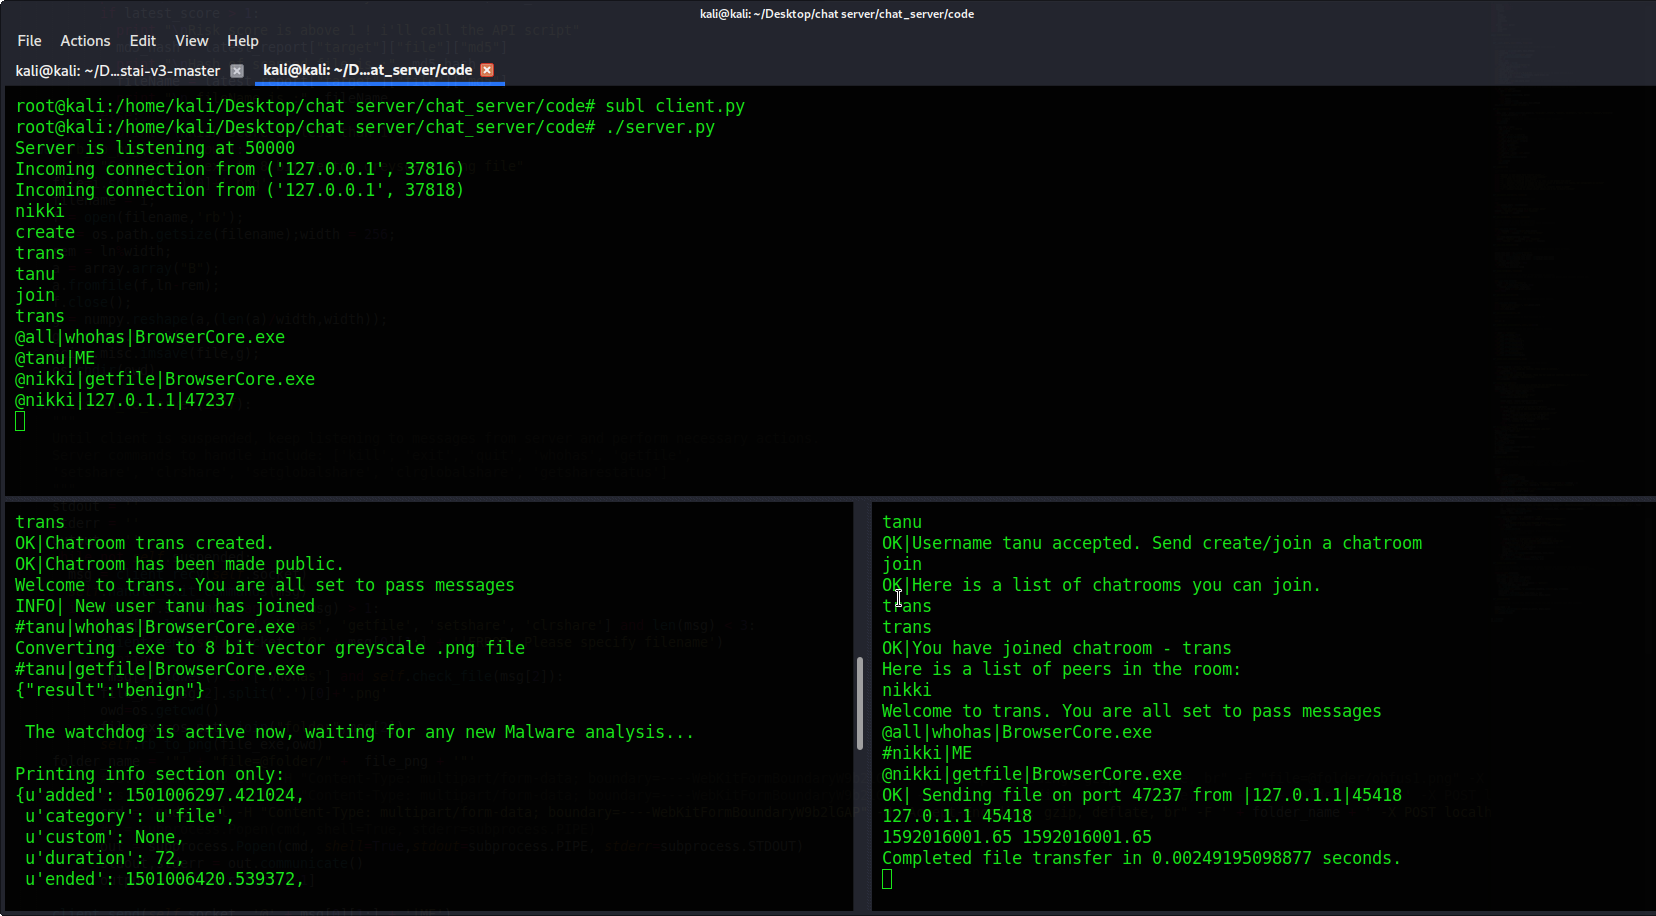 kali@kali: ~/Desktop/chat server/chat_server/code
File Actions Edit View Help
kali@kali: ~/D...stai-v3-master
kali@kali: ~/D...at_server/code
root@kali:/home/kali/Desktop/chat server/chat_server/code# subl client.py
root@kali:/home/kali/Desktop/chat server/chat_server/code# ./server.py
Server is listening at 50000
Incoming connection from ('127.0.0.1', 37816)
Incoming connection from ('127.0.0.1', 37818)
nikki
create
trans
tanu
join
trans
@all|whohas|BrowserCore.exe
@tanu|ME
@nikki|getfile|BrowserCore.exe
@nikki|127.0.1.1|47237
trans
OK|Chatroom trans created.
OK|Chatroom has been made public.
Welcome to trans. You are all set to pass messages
INFO| New user tanu has joined
#tanu|whohas|BrowserCore.exe
Converting .exe to 8 bit vector greyscale .png file
#tanu|getfile|BrowserCore.exe
{"result":"benign"}
The watchdog is active now, waiting for any new Malware analysis...
Printing info section only:
{u'added': 1501006297.421024,
u'category': u'file',
u'custom': None,
u'duration': 72,
u'ended': 1501006420.539372,
tanu
OK|Username tanu accepted. Send create/join a chatroom
join
OK|Here is a list of chatrooms you can join.
trans
trans
OK|You have joined chatroom - trans
Here is a list of peers in the room:
nikki
Welcome to trans. You are all set to pass messages
@all|whohas|BrowserCore.exe
#nikki|ME
@nikki|getfile|BrowserCore.exe
OK| Sending file on port 47237 from |127.0.1.1|45418
127.0.1.1 45418
1592016001.65 1592016001.65
Completed file transfer in 0.00249195098877 seconds.